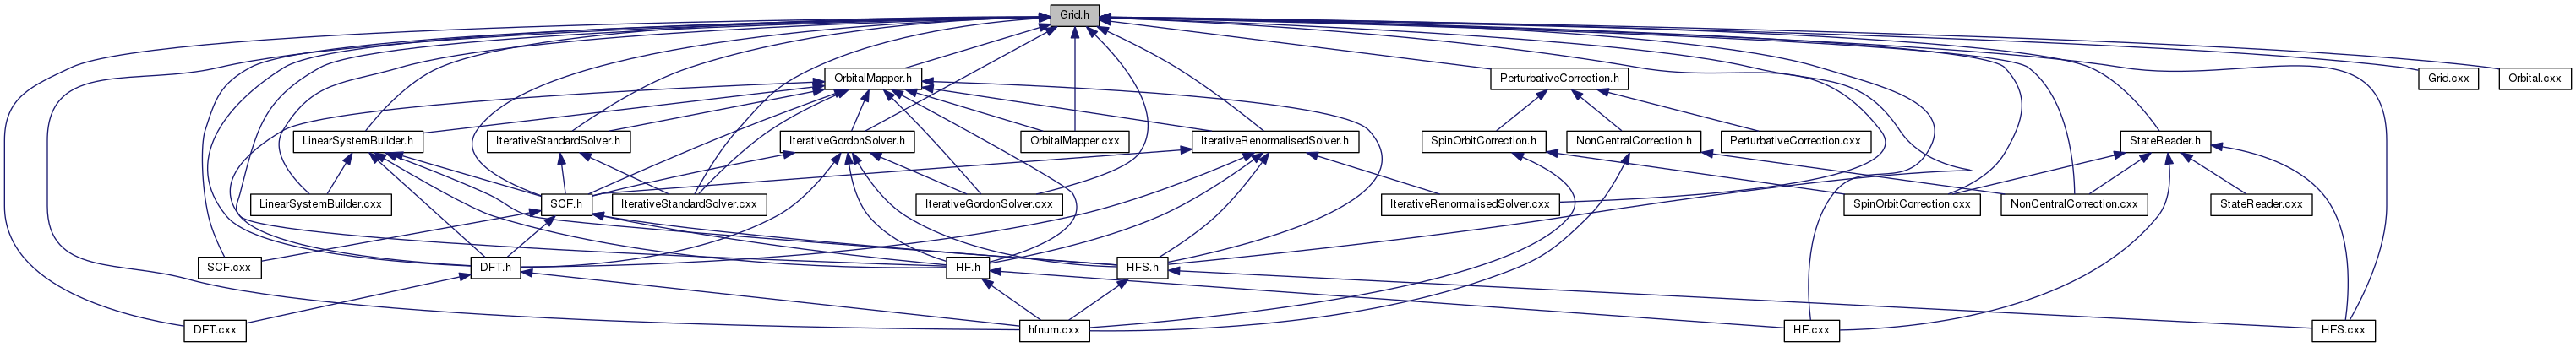 Grid.h
OrbitalMapper.h
PerturbativeCorrection.h
Grid.cxx
Orbital.cxx
LinearSystemBuilder.h
IterativeStandardSolver.h
IterativeGordonSolver.h
OrbitalMapper.cxx
IterativeRenormalisedSolver.h
SpinOrbitCorrection.h
NonCentralCorrection.h
PerturbativeCorrection.cxx
StateReader.h
LinearSystemBuilder.cxx
SCF.h
IterativeStandardSolver.cxx
IterativeGordonSolver.cxx
IterativeRenormalisedSolver.cxx
SpinOrbitCorrection.cxx
NonCentralCorrection.cxx
StateReader.cxx
SCF.cxx
DFT.h
HF.h
HFS.h
DFT.cxx
hfnum.cxx
HF.cxx
HFS.cxx